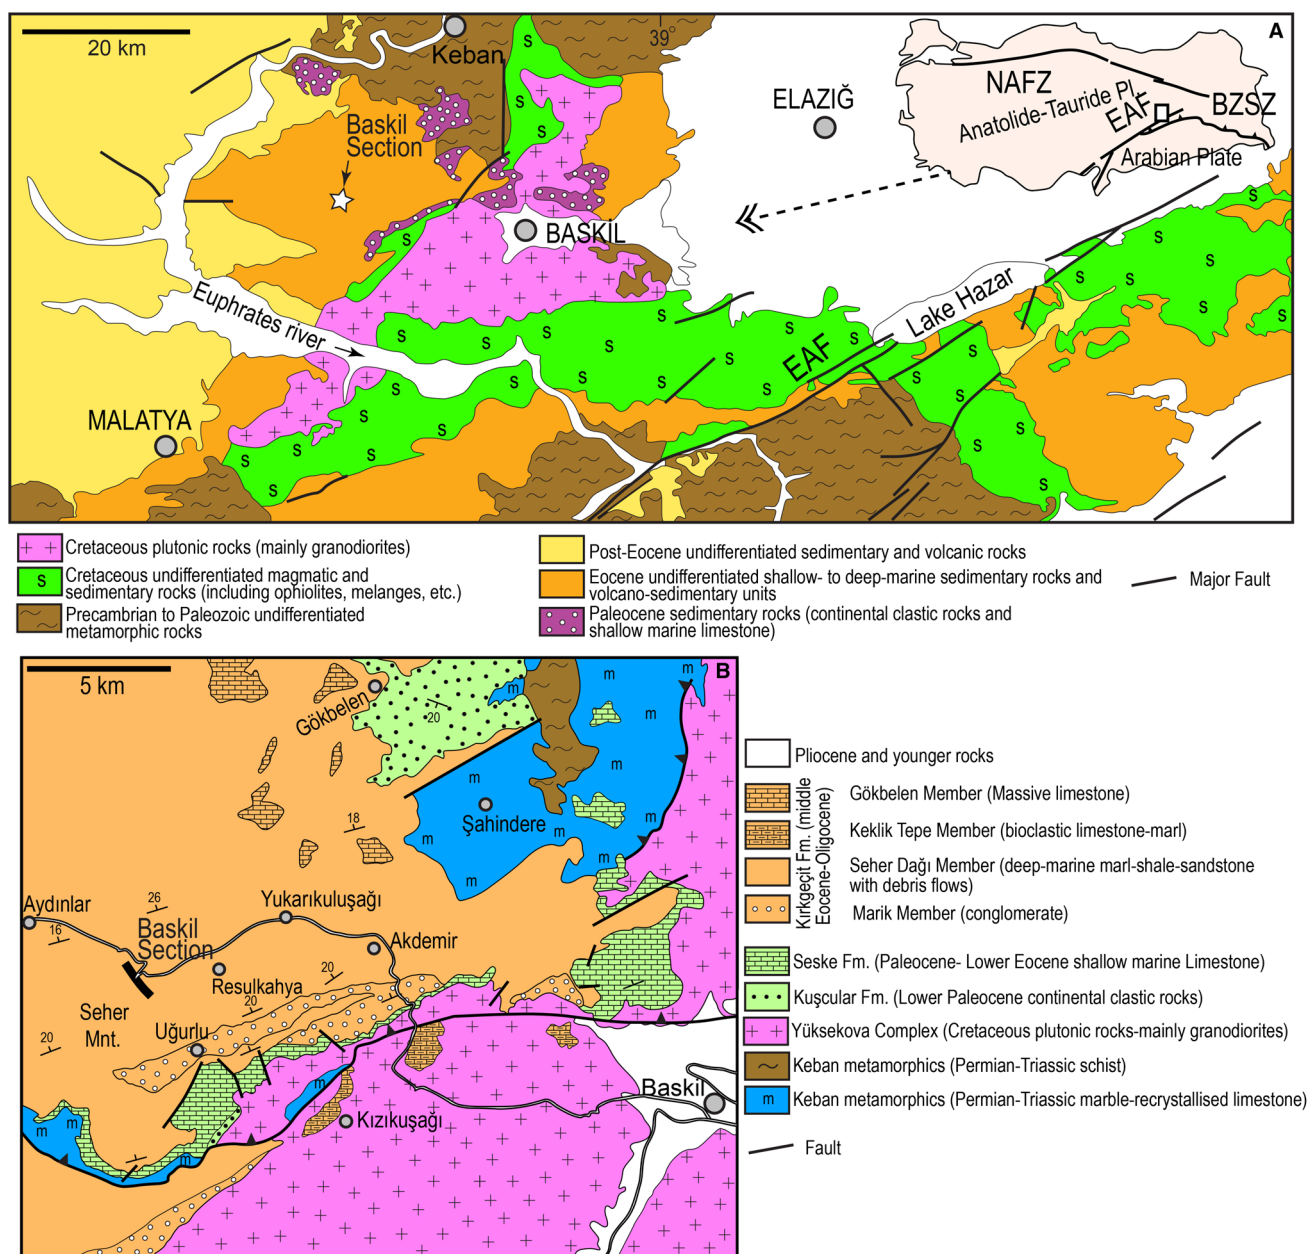 A
20 km
Keban
39°
ELAZIĞ
Baskil
Section
BASKİL
NAFZ
Anatolide-Tauride Pl.
EAF
BZSZ
Arabian Plate
Euphrates river
Lake Hazar
EAF
MALATYA
S S S S S S S S S S S S S S S S S S S S S S S S S S S S S S
Cretaceous plutonic rocks (mainly granodiorites)
S
Cretaceous undifferentiated magmatic and
sedimentary rocks (including ophiolites, melanges, etc.)
Precambrian to Paleozoic undifferentiated
metamorphic rocks
Post-Eocene undifferentiated sedimentary and volcanic rocks
Eocene undifferentiated shallow- to deep-marine sedimentary rocks and
volcano-sedimentary units
Paleocene sedimentary rocks (continental clastic rocks and
shallow marine limestone)
Major Fault
B
5 km
Gökbelen
20
m m m m m m m m m m m
Şahindere
18
Aydınlar
16
26
Yukarıkuluşağı
Baskil
Section
Akdemir
20
Resulkahya
20
Seher
Mnt.
Uğurlu
20
m
m m
m
Kızıkuşağı
Baskil
Pliocene and younger rocks
Kırkgeçit Fm. (middle
Eocene-Oligocene)
Gökbelen Member (Massive limestone)
Keklik Tepe Member (bioclastic limestone-marl)
Seher Dağı Member (deep-marine marl-shale-sandstone
with debris flows)
Marik Member (conglomerate)
Seske Fm. (Paleocene- Lower Eocene shallow marine Limestone)
Kuşcular Fm. (Lower Paleocene continental clastic rocks)
Yüksekova Complex (Cretaceous plutonic rocks-mainly granodiorites)
Keban metamorphics (Permian-Triassic schist)
m
Keban metamorphics (Permian-Triassic marble-recrystallised limestone)
Fault